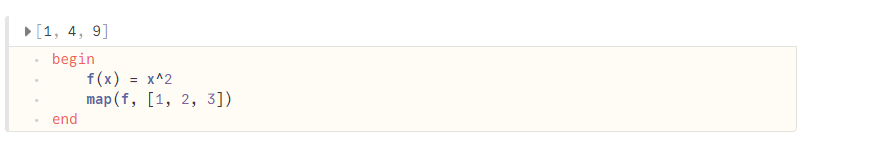 [1, 4, 9]
begin
    f(x) = x^2
    map(f, [1, 2, 3])
end